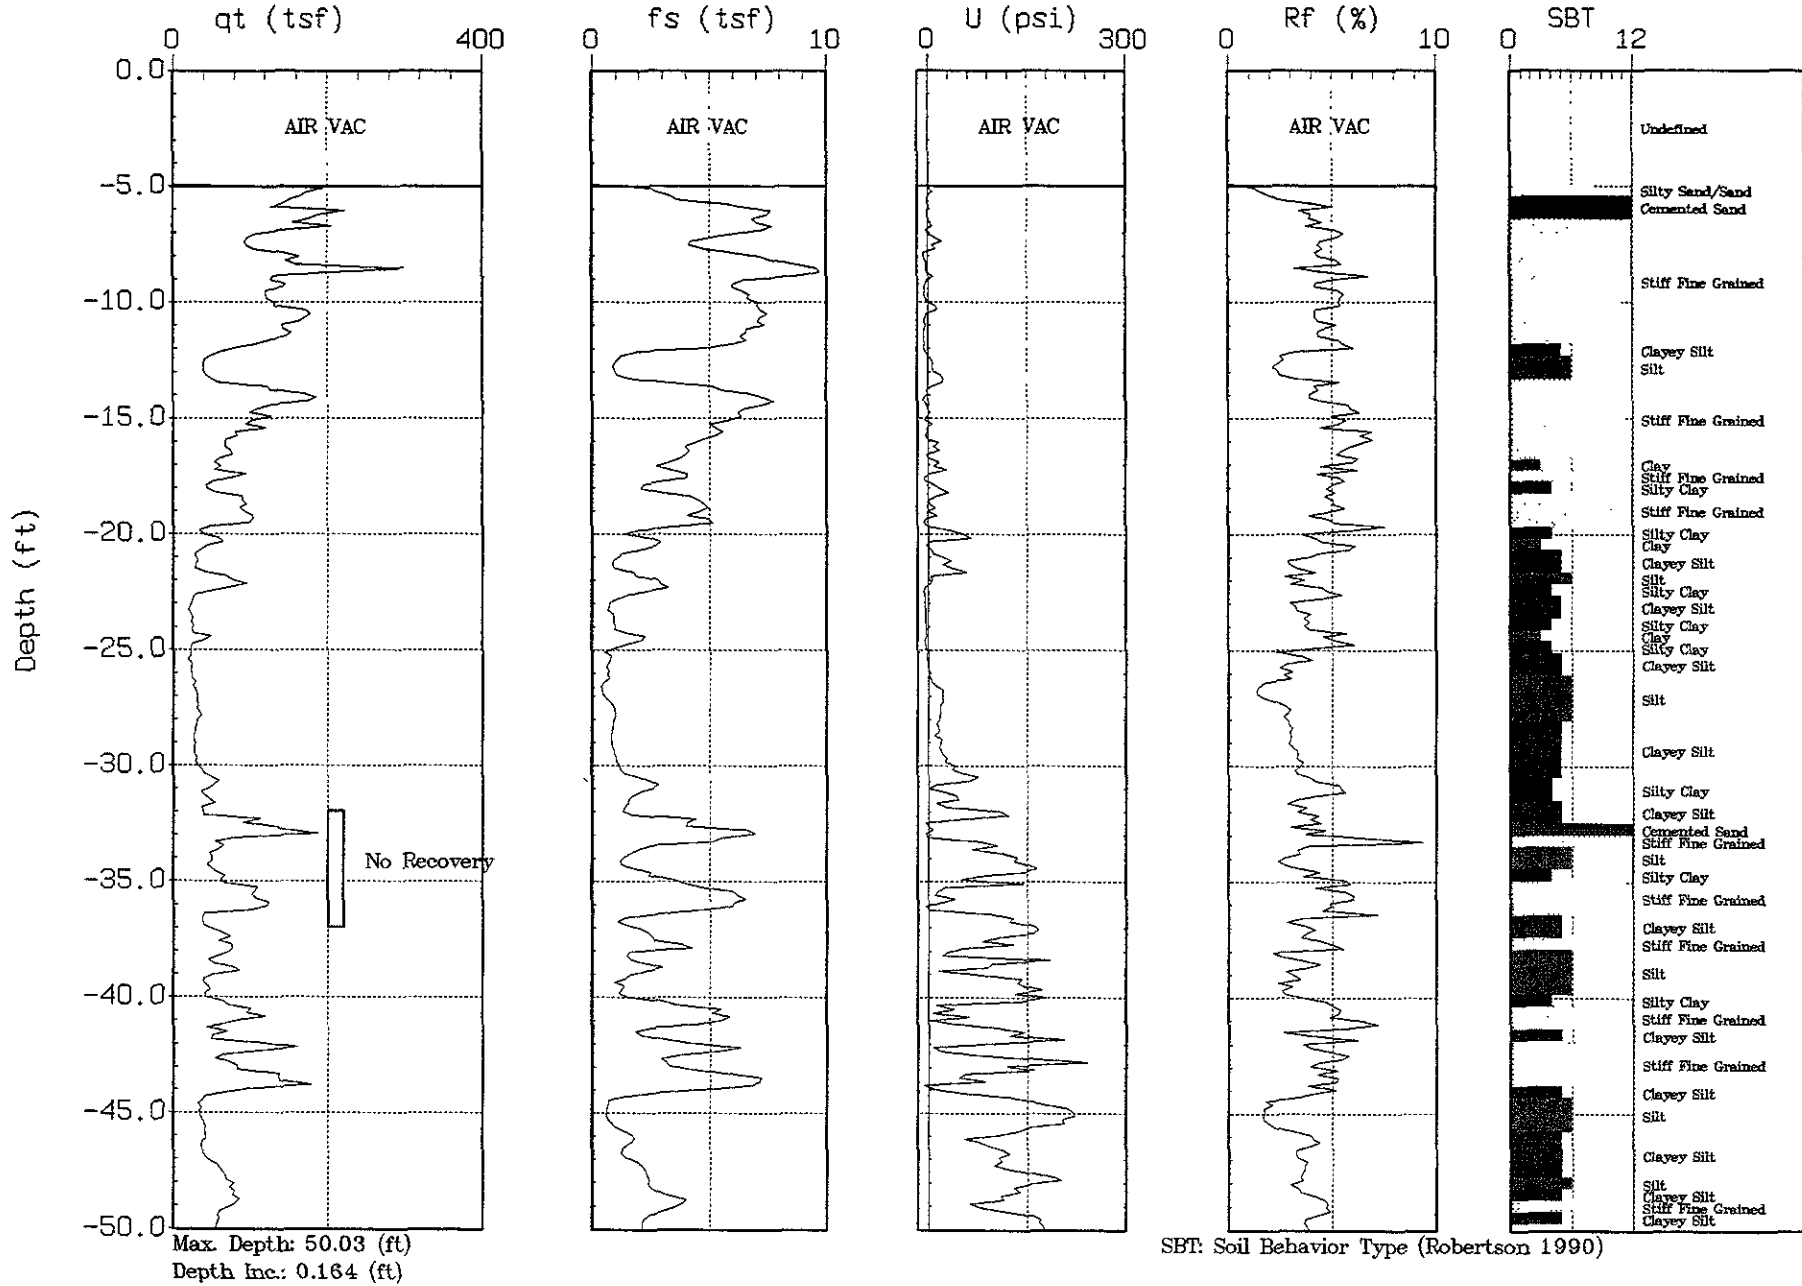 qt (tsf)
fs (tsf)
U (psi)
Rf (%)
SBT
0 400
0 10
0 300
0 10
0 12
Depth (ft)
0.0
-5.0
-10.0
-15.0
-20.0
-25.0
-30.0
-35.0
-40.0
-45.0
-50.0
AIR VAC
AIR VAC
AIR VAC
AIR VAC
No Recovery
Undefined
Silty Sand/Sand
Cemented Sand
Stiff Fine Grained
Clayey Silt
Silt
Stiff Fine Grained
Clay
Stiff Fine Grained
Silty Clay
Stiff Fine Grained
Silty Clay
Clay
Clayey Silt
Silt
Silty Clay
Clayey Silt
Silty Clay
Clay
Silty Clay
Clayey Silt
Silt
Clayey Silt
Silty Clay
Clayey Silt
Cemented Sand
Stiff Fine Grained
Silt
Silty Clay
Stiff Fine Grained
Clayey Silt
Stiff Fine Grained
Silt
Silty Clay
Stiff Fine Grained
Clayey Silt
Stiff Fine Grained
Clayey Silt
Silt
Clayey Silt
Silt
Clayey Silt
Stiff Fine Grained
Clayey Silt
Max. Depth: 50.03 (ft)
Depth Inc.: 0.164 (ft)
SBT: Soil Behavior Type (Robertson 1990)